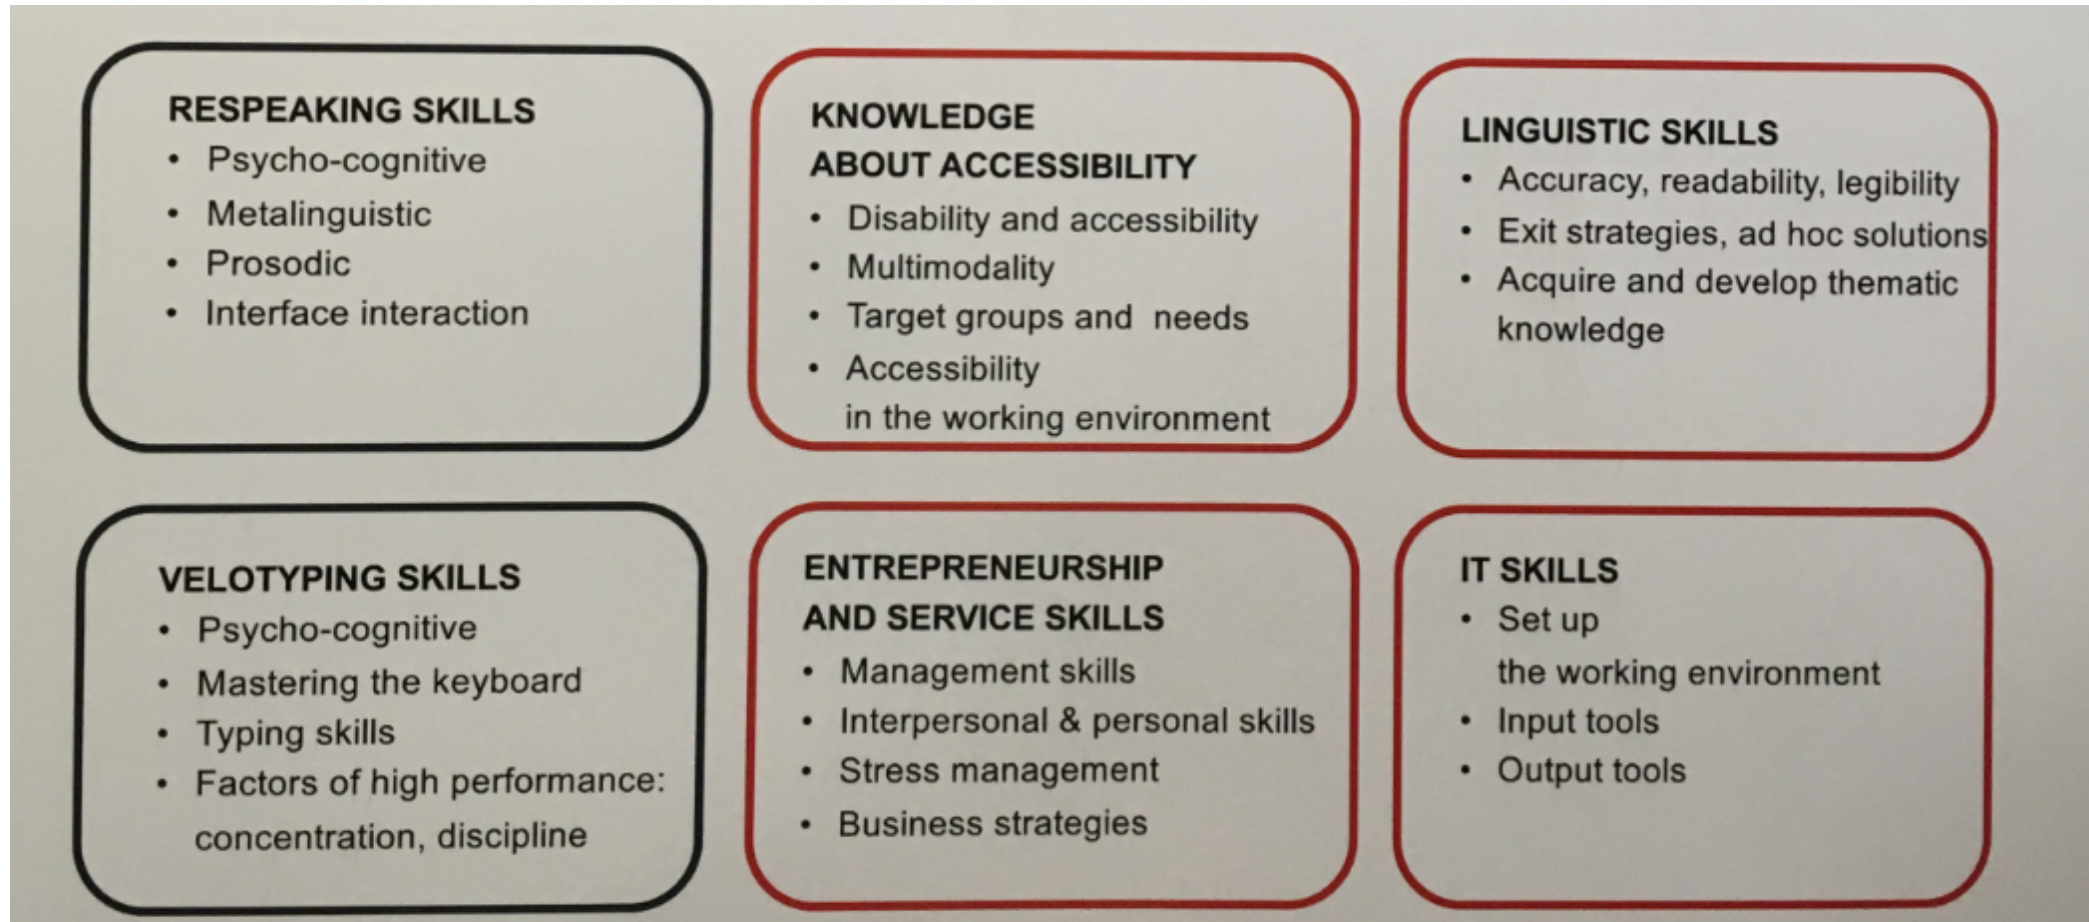 RESPEAKING SKILLS
• Psycho-cognitive
• Metalinguistic
• Prosodic
• Interface interaction
KNOWLEDGE
ABOUT ACCESSIBILITY
• Disability and accessibility
• Multimodality
• Target groups and needs
• Accessibility
in the working environment
LINGUISTIC SKILLS
• Accuracy, readability, legibility
• Exit strategies, ad hoc solutions
• Acquire and develop thematic
knowledge
VELOTYPING SKILLS
• Psycho-cognitive
• Mastering the keyboard
• Typing skills
• Factors of high performance:
concentration, discipline
ENTREPRENEURSHIP
AND SERVICE SKILLS
• Management skills
• Interpersonal & personal skills
• Stress management
• Business strategies
IT SKILLS
• Set up
the working environment
• Input tools
• Output tools